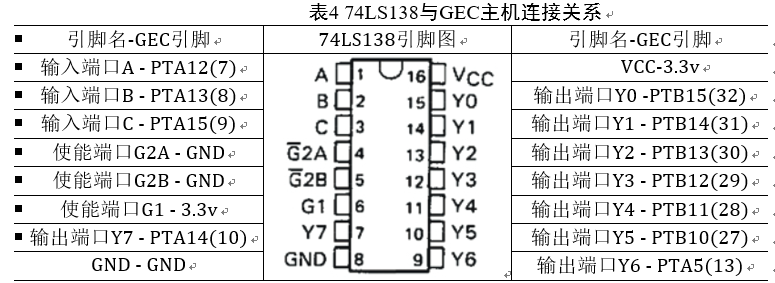 表4 74LS138与GEC主机连接关系
引脚名-GEC引脚 74LS138引脚图 引脚名-GEC引脚
输入端口A - PTA12(7) VCC-3.3v
输入端口B - PTA13(8) 输出端口Y0 -PTB15(32)
输入端口C - PTA15(9) 输出端口Y1 - PTB14(31)
使能端口G2A - GND 输出端口Y2 - PTB13(30)
使能端口G2B - GND 输出端口Y3 - PTB12(29)
使能端口G1 - 3.3v 输出端口Y4 - PTB11(28)
输出端口Y7 - PTA14(10) 输出端口Y5 - PTB10(27)
GND - GND 输出端口Y6 - PTA5(13)
A 1 16 VCC
B 2 15 Y0
C 3 14 Y1
G̅2A 4 13 Y2
G̅2B 5 12 Y3
G1 6 11 Y4
Y7 7 10 Y5
GND 8 9 Y6